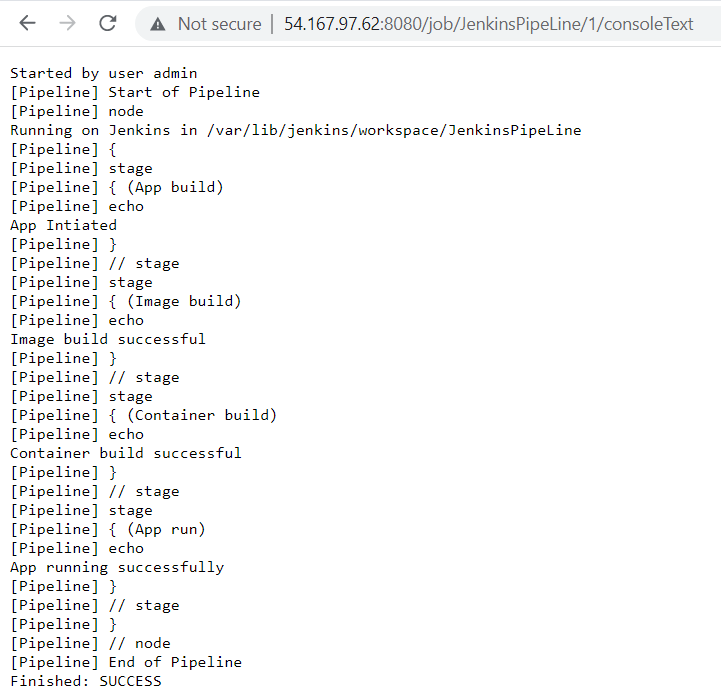 Not secure | 54.167.97.62:8080/job/JenkinsPipeLine/1/consoleText
Started by user admin
[Pipeline] Start of Pipeline
[Pipeline] node
Running on Jenkins in /var/lib/jenkins/workspace/JenkinsPipeLine
[Pipeline] {
[Pipeline] stage
[Pipeline] { (App build)
[Pipeline] echo
App Intiated
[Pipeline] }
[Pipeline] // stage
[Pipeline] stage
[Pipeline] { (Image build)
[Pipeline] echo
Image build successful
[Pipeline] }
[Pipeline] // stage
[Pipeline] stage
[Pipeline] { (Container build)
[Pipeline] echo
Container build successful
[Pipeline] }
[Pipeline] // stage
[Pipeline] stage
[Pipeline] { (App run)
[Pipeline] echo
App running successfully
[Pipeline] }
[Pipeline] // stage
[Pipeline] }
[Pipeline] // node
[Pipeline] End of Pipeline
Finished: SUCCESS